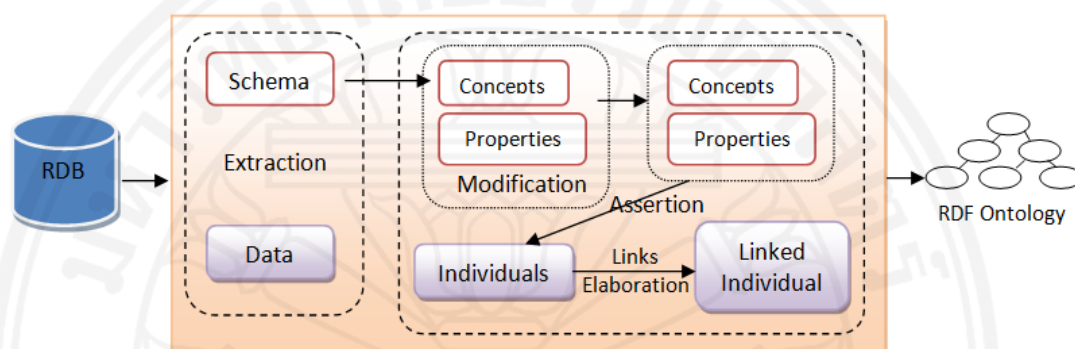 RDB
Schema
Extraction
Data
Concepts
Properties
Modification
Concepts
Properties
Assertion
Individuals
Links
Elaboration
Linked
Individual
RDF Ontology